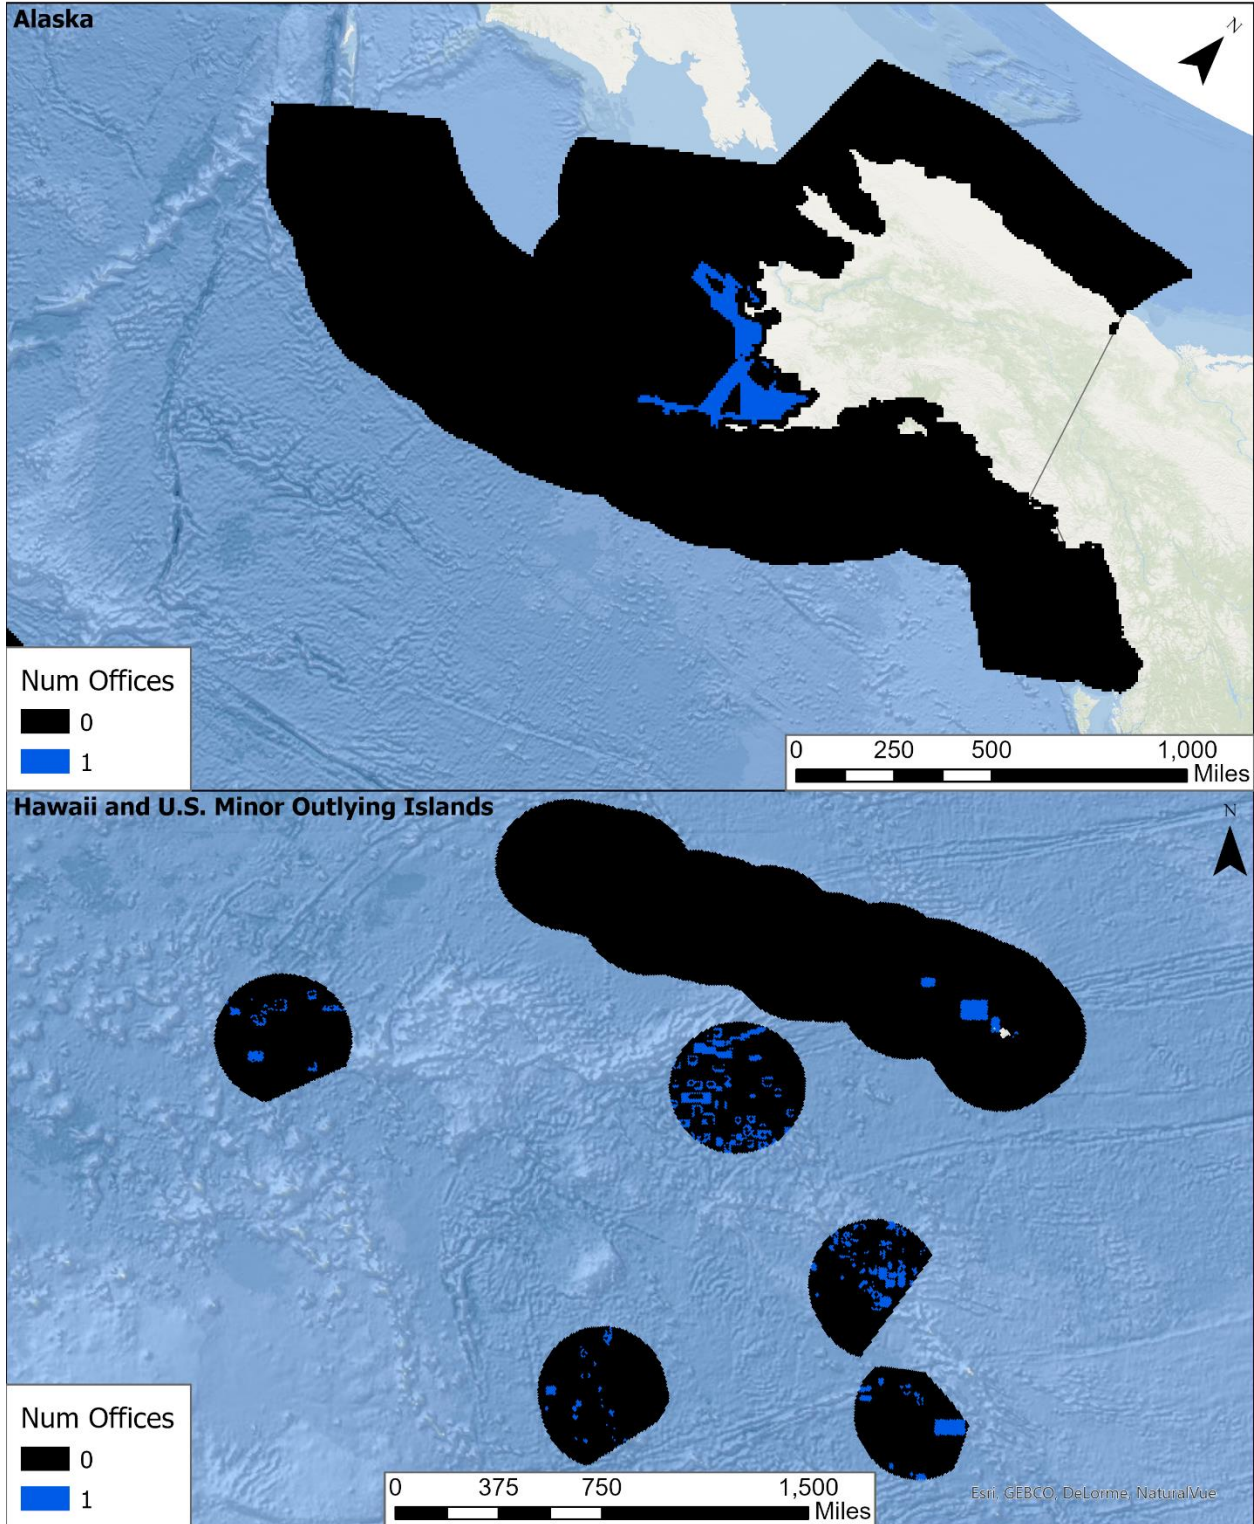 Alaska
N
Num Offices
0
1
0 250 500 1,000
Miles
Hawaii and U.S. Minor Outlying Islands
N
Num Offices
0
1
0 375 750 1,500
Miles
Esri, GEBCO, DeLorme, NaturalVue